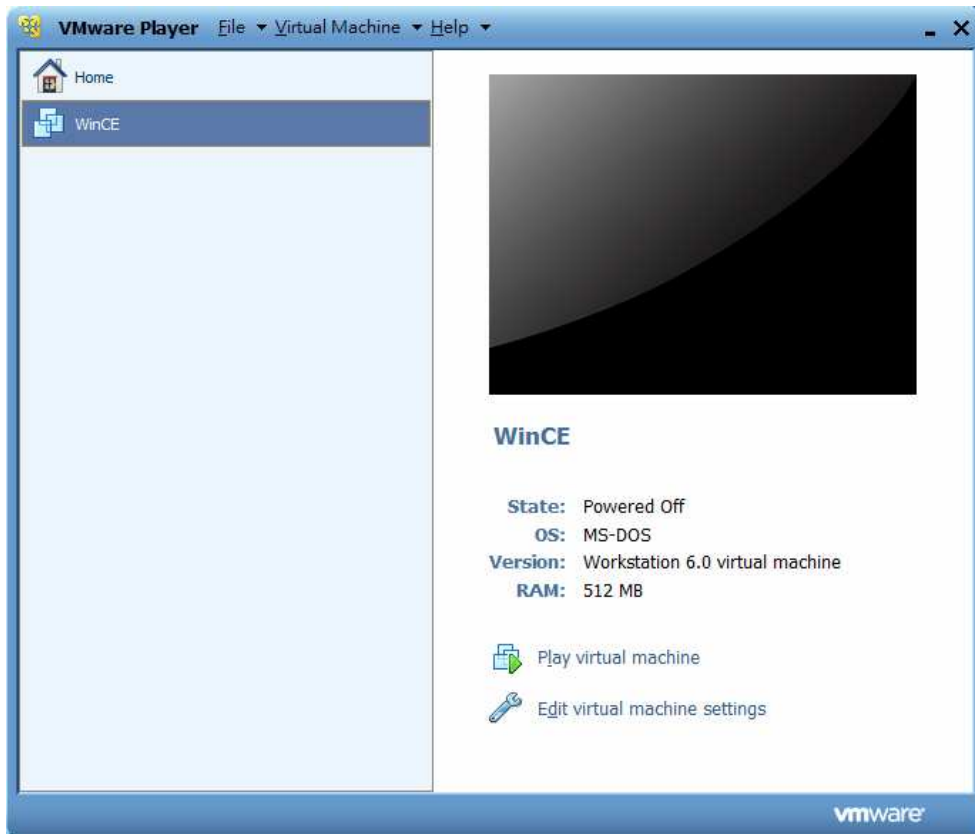 VMware Player File Virtual Machine Help
Home
WinCE
WinCE
State: Powered Off
OS: MS-DOS
Version: Workstation 6.0 virtual machine
RAM: 512 MB
Play virtual machine
Edit virtual machine settings
vmware